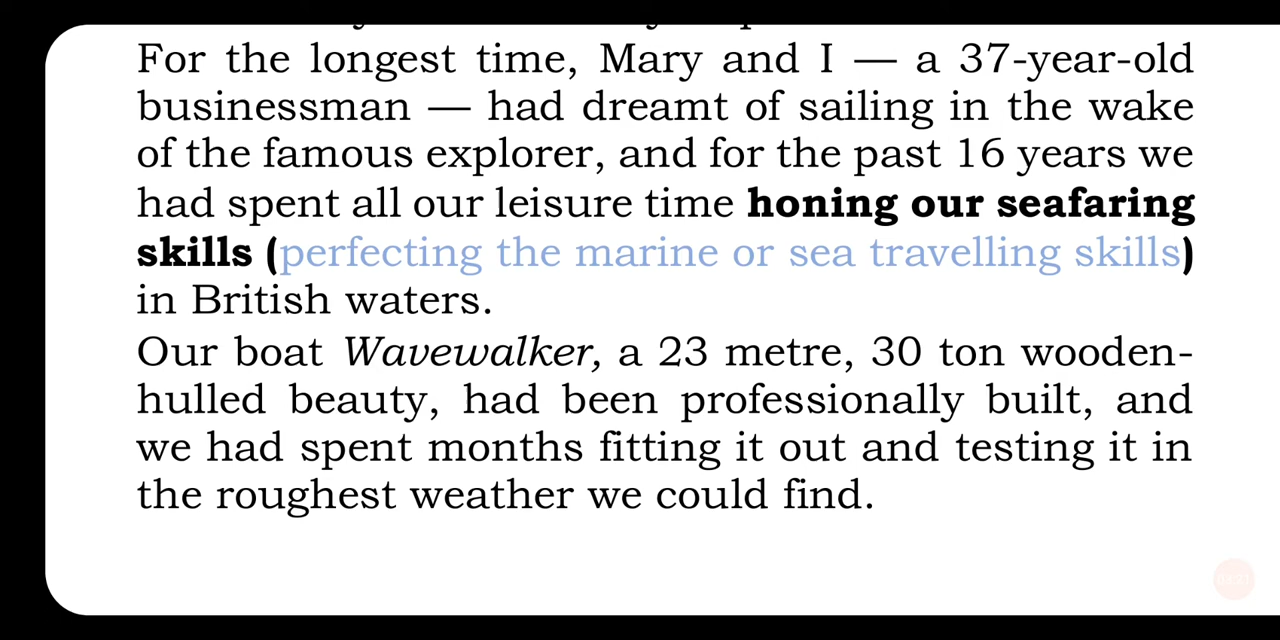 For the longest time, Mary and I — a 37-year-old
businessman — had dreamt of sailing in the wake
of the famous explorer, and for the past 16 years we
had spent all our leisure time honing our seafaring
skills (perfecting the marine or sea travelling skills)
in British waters.
Our boat Wavewalker, a 23 metre, 30 ton wooden-
hulled beauty, had been professionally built, and
we had spent months fitting it out and testing it in
the roughest weather we could find.